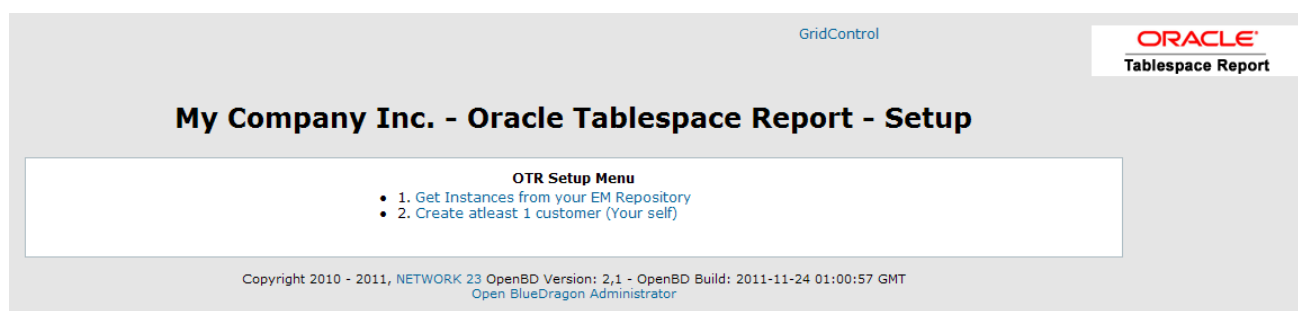 GridControl
ORACLE
Tablespace Report
My Company Inc. - Oracle Tablespace Report - Setup
OTR Setup Menu
• 1. Get Instances from your EM Repository
• 2. Create atleast 1 customer (Your self)
Copyright 2010 - 2011, NETWORK 23 OpenBD Version: 2,1 - OpenBD Build: 2011-11-24 01:00:57 GMT
Open BlueDragon Administrator